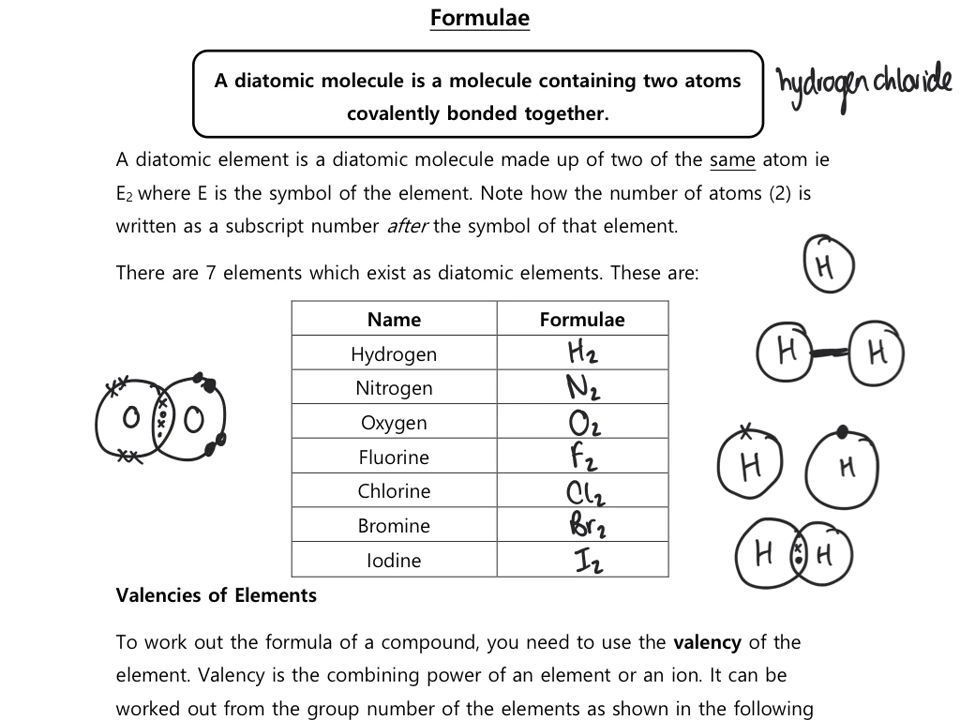 Formulae
A diatomic molecule is a molecule containing two atoms
covalently bonded together.
hydrogen chloride
A diatomic element is a diatomic molecule made up of two of the same atom ie
E₂ where E is the symbol of the element. Note how the number of atoms (2) is
written as a subscript number after the symbol of that element.
There are 7 elements which exist as diatomic elements. These are:
H
Name Formulae
Hydrogen H₂
H H
Nitrogen N₂
Oxygen O₂
O O
Fluorine F₂
H H
Chlorine Cl₂
Bromine Br₂
Iodine I₂
H H
Valencies of Elements
To work out the formula of a compound, you need to use the valency of the
element. Valency is the combining power of an element or an ion. It can be
worked out from the group number of the elements as shown in the following